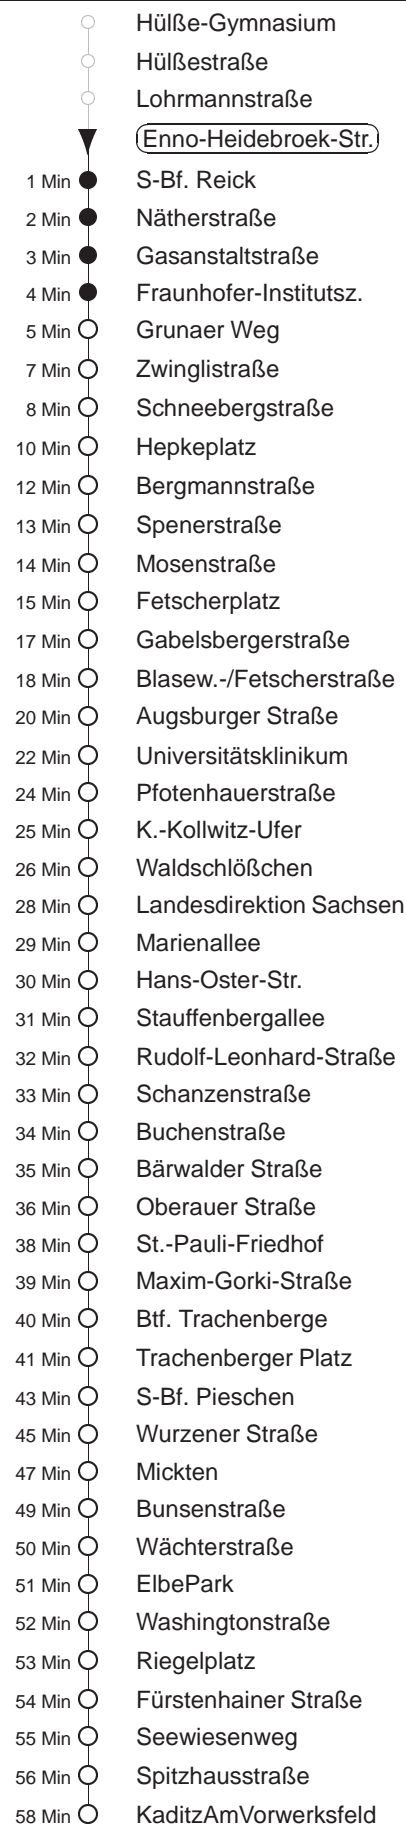 Hülße-Gymnasium
Hülßestraße
Lohrmannstraße
Enno-Heidebroek-Str.
1 Min S-Bf. Reick
2 Min Nätherstraße
3 Min Gasanstaltstraße
4 Min Fraunhofer-Institutsz.
5 Min Grunaer Weg
7 Min Zwinglistraße
8 Min Schneebergstraße
10 Min Hepkeplatz
12 Min Bergmannstraße
13 Min Spenerstraße
14 Min Mosenstraße
15 Min Fetscherplatz
17 Min Gabelsbergerstraße
18 Min Blasew.-/Fetscherstraße
20 Min Augsburger Straße
22 Min Universitätsklinikum
24 Min Pfotenhauerstraße
25 Min K.-Kollwitz-Ufer
26 Min Waldschlößchen
28 Min Landesdirektion Sachsen
29 Min Marienallee
30 Min Hans-Oster-Str.
31 Min Stauffenbergallee
32 Min Rudolf-Leonhard-Straße
33 Min Schanzenstraße
34 Min Buchenstraße
35 Min Bärwalder Straße
36 Min Oberauer Straße
38 Min St.-Pauli-Friedhof
39 Min Maxim-Gorki-Straße
40 Min Btf. Trachenberge
41 Min Trachenberger Platz
43 Min S-Bf. Pieschen
45 Min Wurzener Straße
47 Min Mickten
49 Min Bunsenstraße
50 Min Wächterstraße
51 Min ElbePark
52 Min Washingtonstraße
53 Min Riegelplatz
54 Min Fürstenhainer Straße
55 Min Seewiesenweg
56 Min Spitzhausstraße
58 Min KaditzAmVorwerksfeld